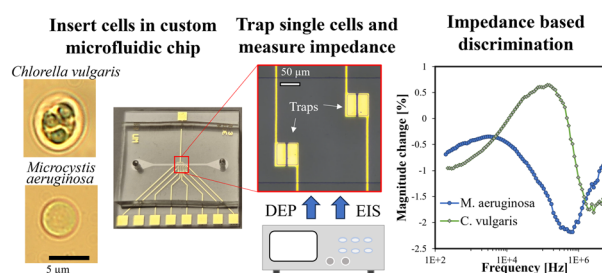 Insert cells in custom
microfluidic chip
Trap single cells and
measure impedance
Impedance based
discrimination
Chlorella vulgaris
Microcystis
aeruginosa
5 µm
50 µm
Traps
DEP
EIS
Magnitude change [%]
1
0.5
0
-0.5
-1
-1.5
-2
-2.5
M. aeruginosa
C. vulgaris
1E+2
1E+4
1E+16
Frequency [Hz]